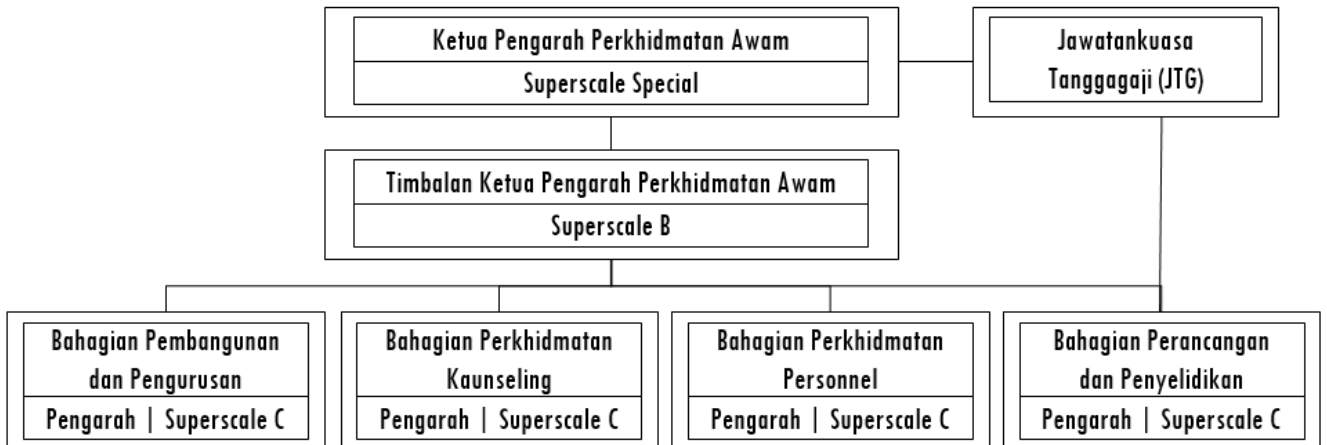 Ketua Pengarah Perkhidmatan Awam
Superscale Special
Jawatankuasa
Tanggagaji (JTG)
Timbalan Ketua Pengarah Perkhidmatan Awam
Superscale B
Bahagian Pembangunan
dan Pengurusan
Pengarah | Superscale C
Bahagian Perkhidmatan
Kaunseling
Pengarah | Superscale C
Bahagian Perkhidmatan
Personnel
Pengarah | Superscale C
Bahagian Perancangan
dan Penyelidikan
Pengarah | Superscale C